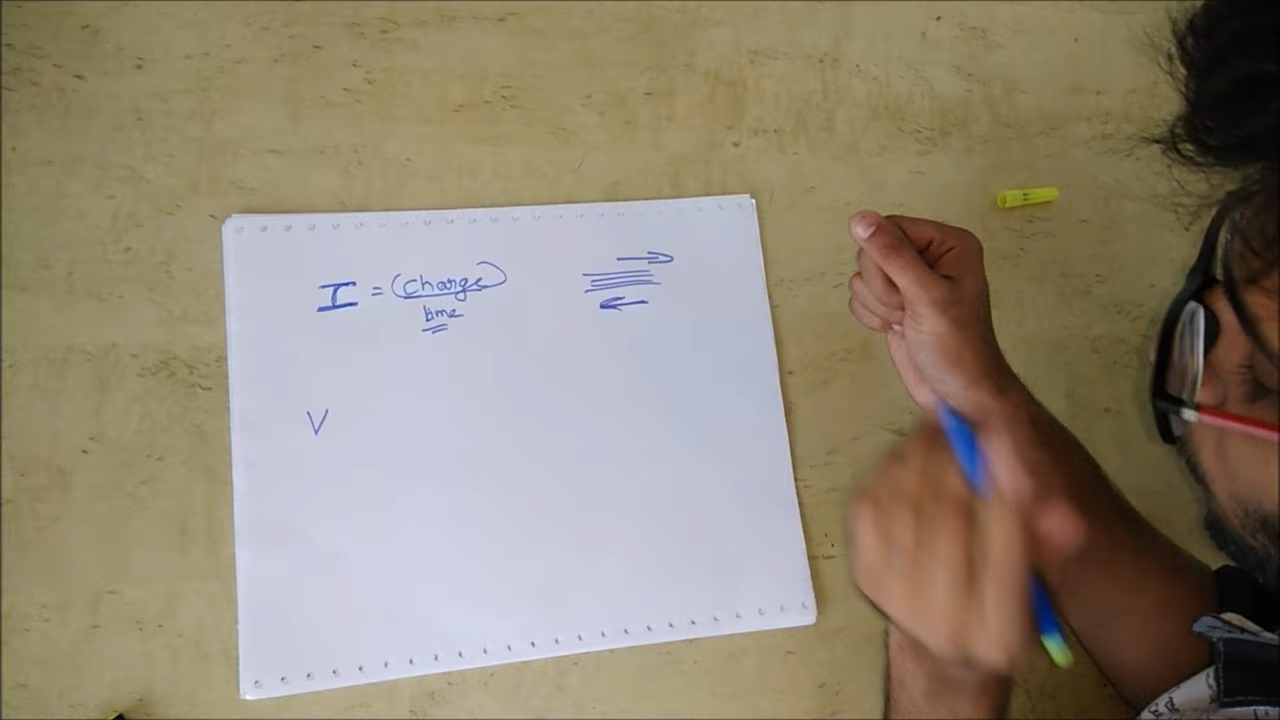 I = (charge)
time
V